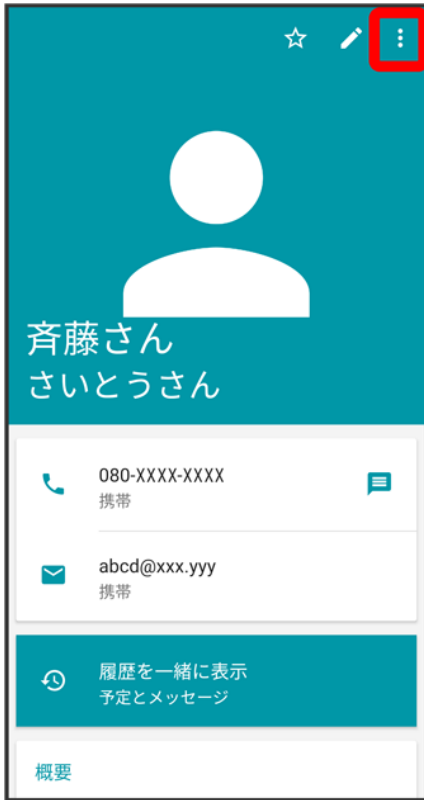 斉藤さん
さいとうさん
080-XXXX-XXXX
携帯
abcd@xxx.yyy
携帯
履歴を一緒に表示
予定とメッセージ
概要